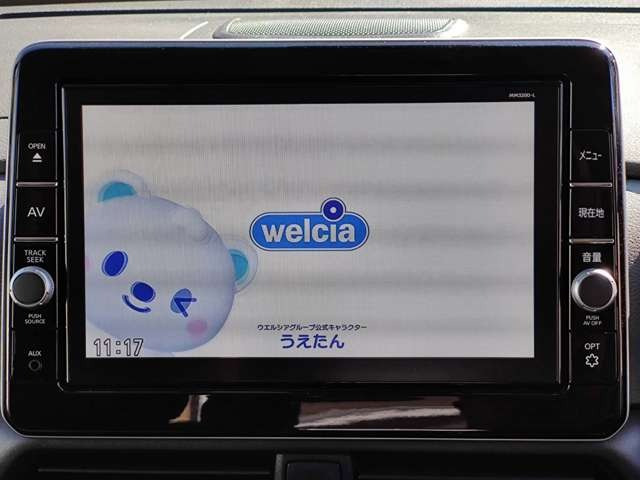 MM320D-L
OPEN
AV
TRACK
SEEK
PUSH
SOURCE
AUX
welcia
ウエルシアグループ公式キャラクター
うえたん
11:17
メニュー
現在地
音量
PUSH
AV OFF
OPT